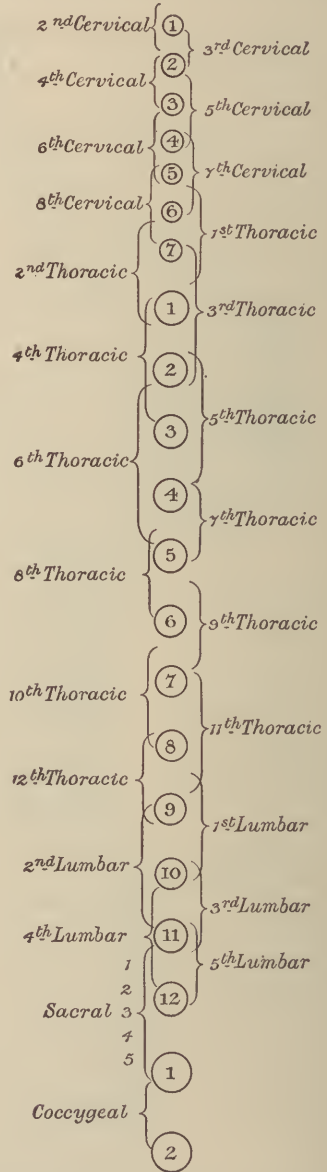 2nd Cervical
1
3rd Cervical
2
4th Cervical
3
5th Cervical
4
6th Cervical
5
7th Cervical
8th Cervical
6
1st Thoracic
7
2nd Thoracic
1
3rd Thoracic
4th Thoracic
2
5th Thoracic
3
6th Thoracic
4
7th Thoracic
5
8th Thoracic
6
9th Thoracic
7
10th Thoracic
11th Thoracic
8
12th Thoracic
9
1st Lumbar
2nd Lumbar
10
3rd Lumbar
4th Lumbar
11
5th Lumbar
1
2
12
Sacral 3
4
5
1
Coccygeal
2